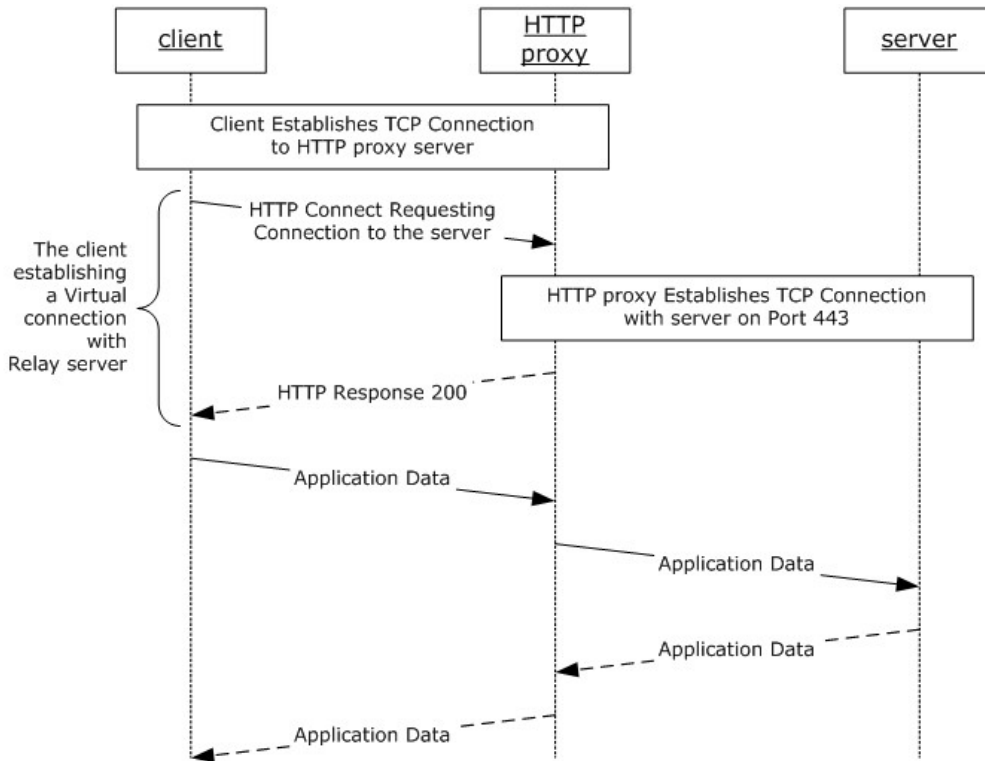 client
HTTP
proxy
server
Client Establishes TCP Connection
to HTTP proxy server
HTTP Connect Requesting
Connection to the server
The client
establishing
a Virtual
connection
with
Relay server
HTTP proxy Establishes TCP Connection
with server on Port 443
HTTP Response 200
Application Data
Application Data
Application Data
Application Data